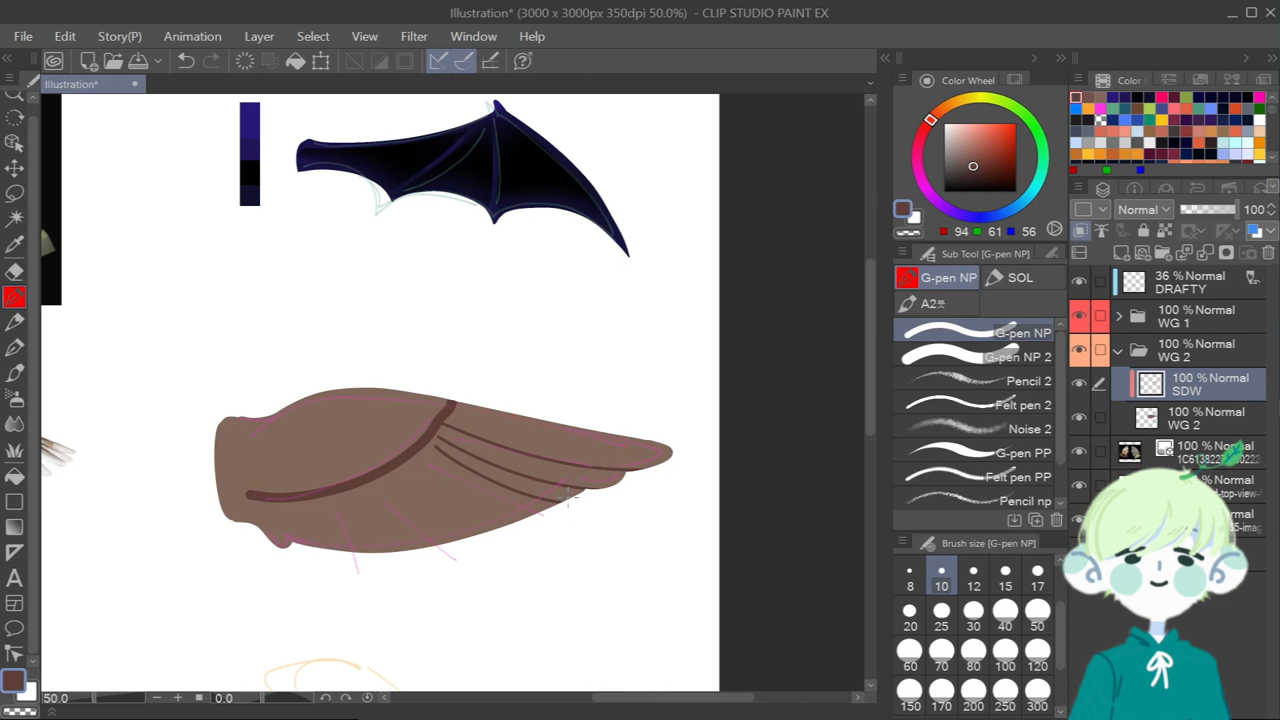 Illustration* (3000 x 3000px 350dpi 50.0%) - CLIP STUDIO PAINT EX
File Edit Story(P) Animation Layer Select View Filter Window Help
Illustration*
Color Wheel
Color
Normal 100
94 61 56
Sub Tool [G-pen NP]
G-pen NP SOL
G-pen NP
G-pen NP 2
Pencil 2
Felt pen 2
Noise 2
G-pen PP
Felt pen PP
Pencil np
Brush size [G-pen NP]
8 10 12 15 17
20 25 30 40 50
60 70 80 100 120
150 170 200 250 300
36 % Normal
DRAFTY
100 % Normal
WG 1
100 % Normal
WG 2
100 % Normal
SDW
100 % Normal
WG 2
100 % Normal
50.0 0.0